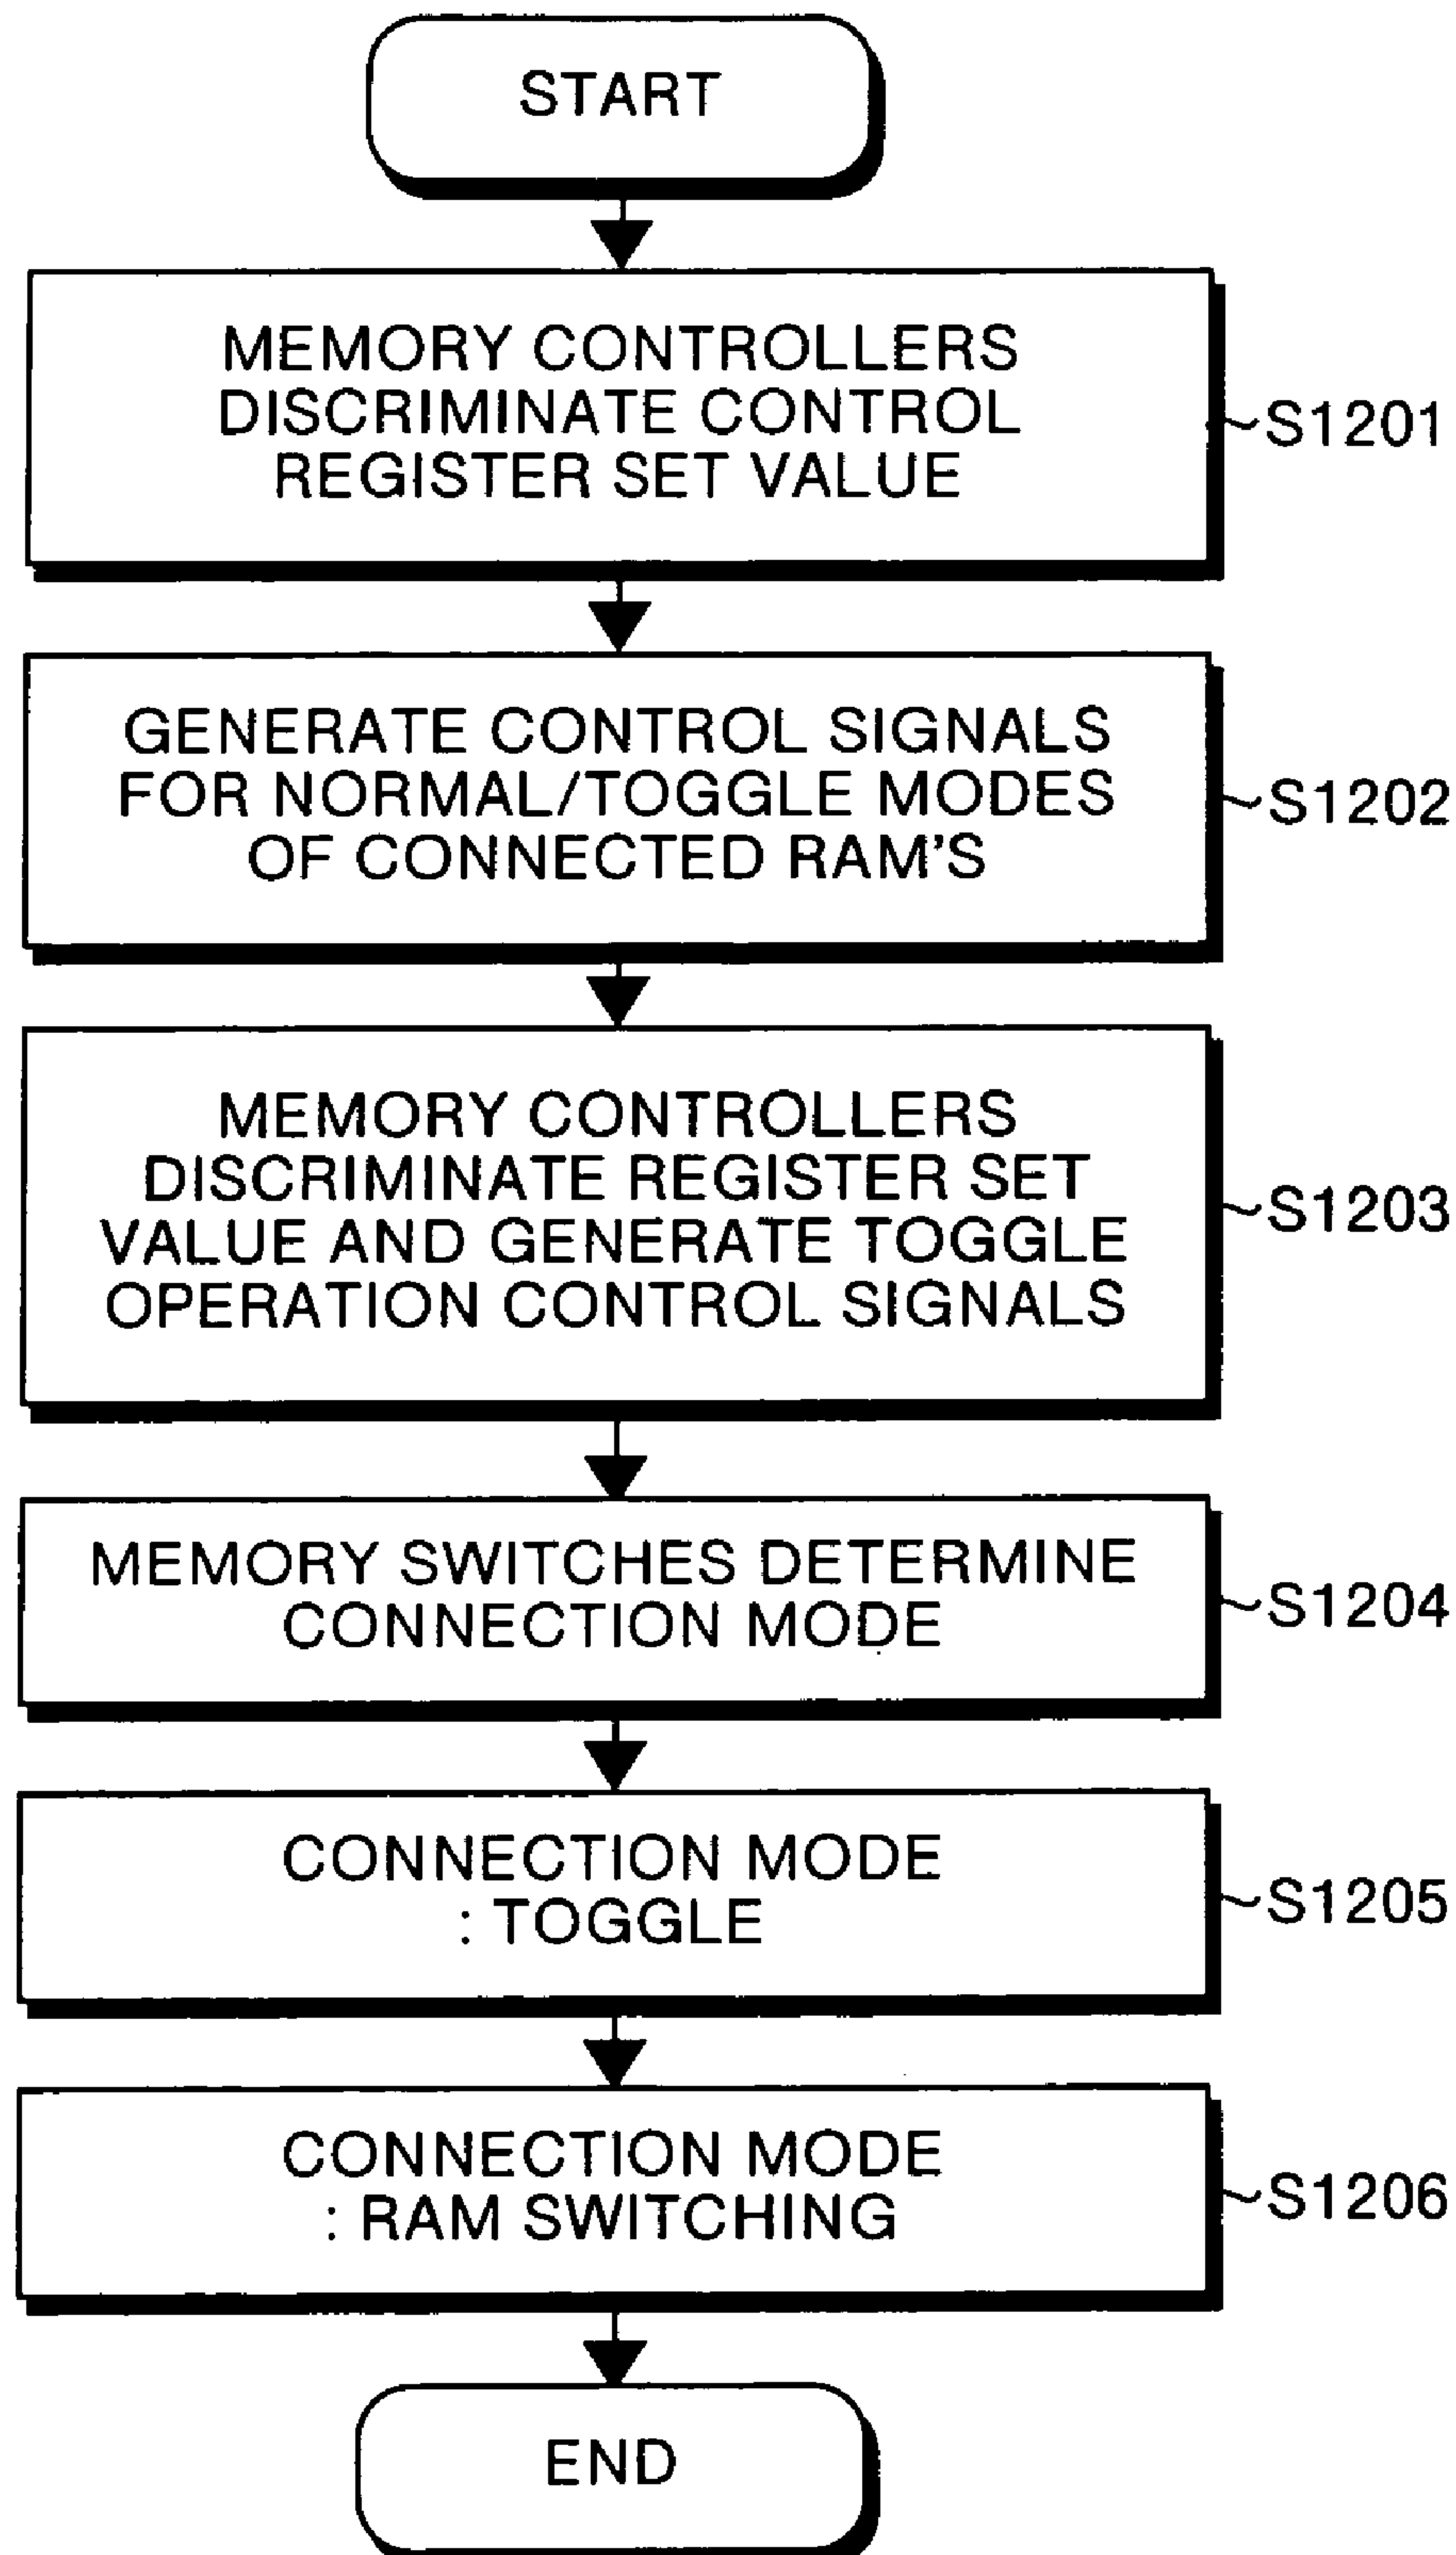 START
MEMORY CONTROLLERS
DISCRIMINATE CONTROL
REGISTER SET VALUE
S1201
GENERATE CONTROL SIGNALS
FOR NORMAL/TOGGLE MODES
OF CONNECTED RAM'S
S1202
MEMORY CONTROLLERS
DISCRIMINATE REGISTER SET
VALUE AND GENERATE TOGGLE
OPERATION CONTROL SIGNALS
S1203
MEMORY SWITCHES DETERMINE
CONNECTION MODE
S1204
CONNECTION MODE
: TOGGLE
S1205
CONNECTION MODE
: RAM SWITCHING
S1206
END